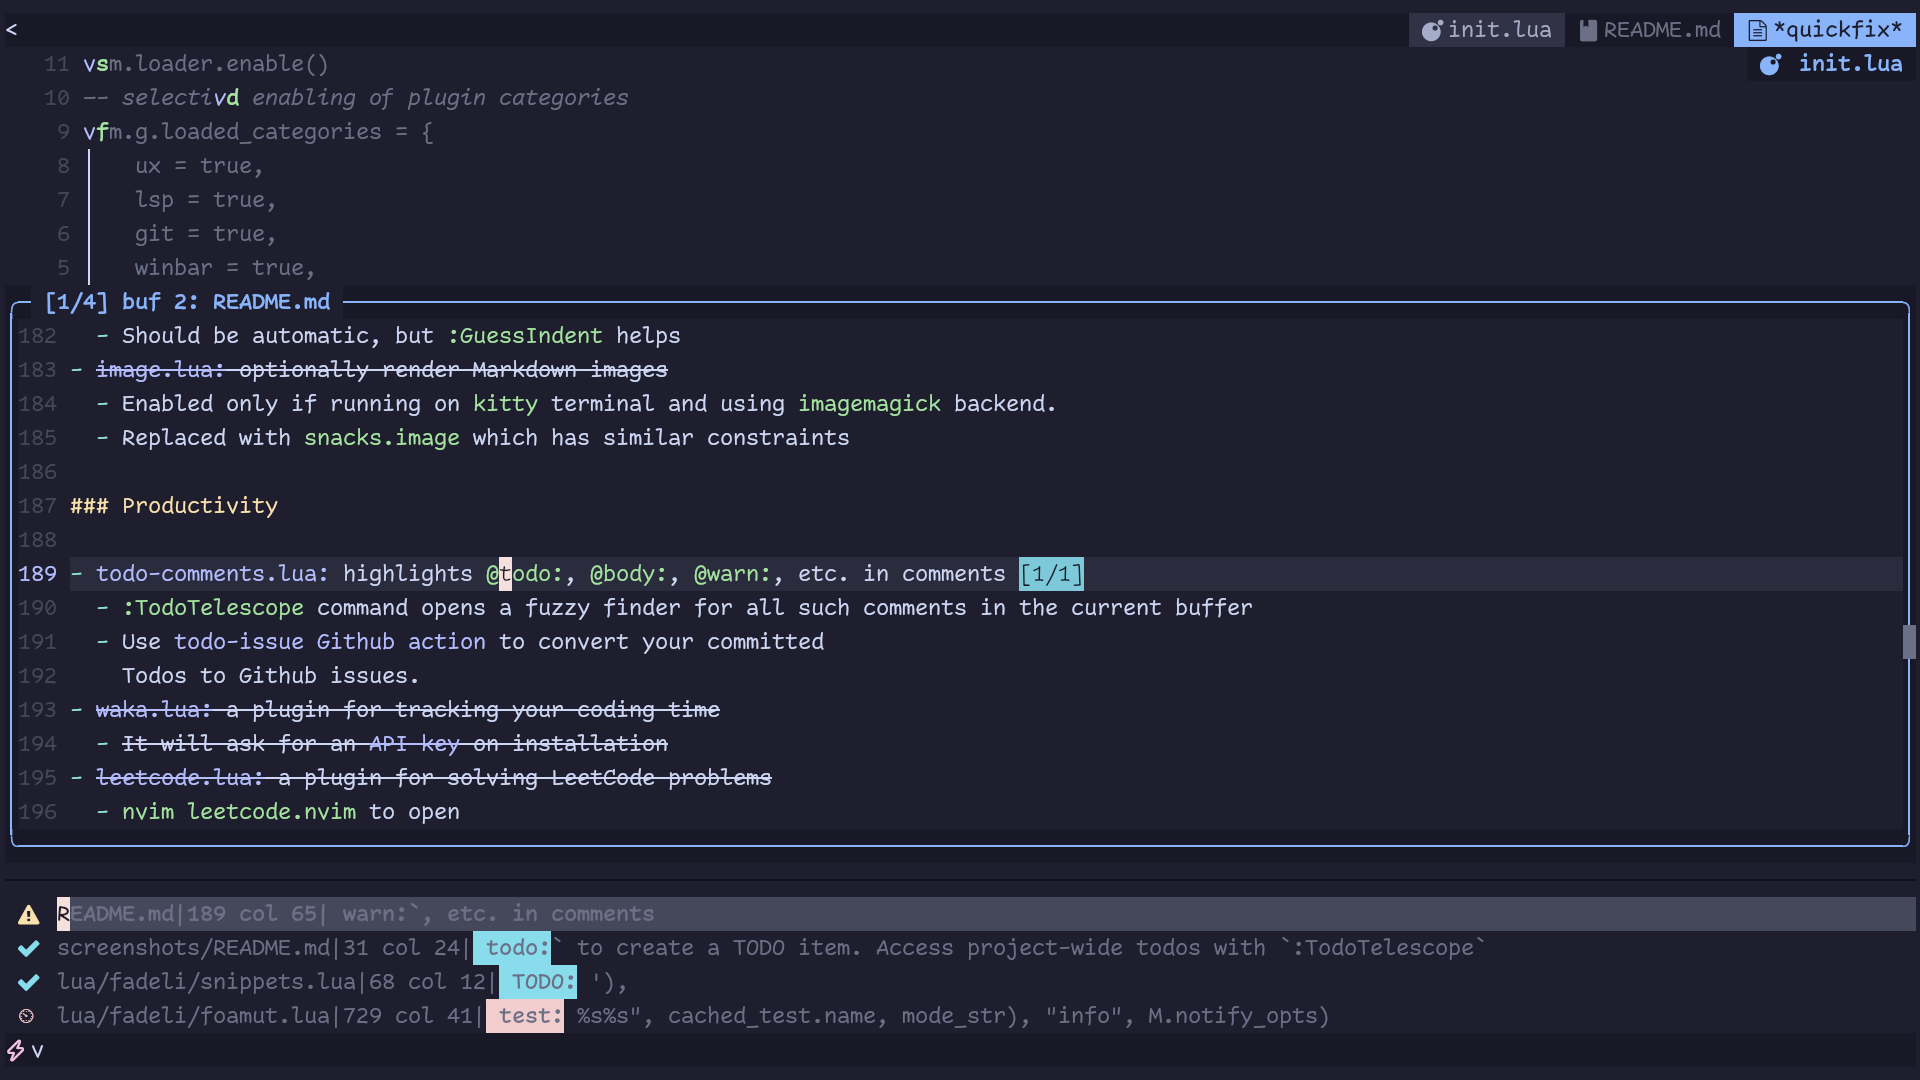 < init.lua README.md *quickfix*
11 vsm.loader.enable() init.lua
10 -- selectivd enabling of plugin categories
9 vfm.g.loaded_categories = {
8 ux = true,
7 lsp = true,
6 git = true,
5 winbar = true,
[1/4] buf 2: README.md
182 - Should be automatic, but :GuessIndent helps
183 - image.lua: optionally render Markdown images
184 - Enabled only if running on kitty terminal and using imagemagick backend.
185 - Replaced with snacks.image which has similar constraints
186
187 ### Productivity
188
189 - todo-comments.lua: highlights @todo:, @body:, @warn:, etc. in comments [1/1]
190 - :TodoTelescope command opens a fuzzy finder for all such comments in the current buffer
191 - Use todo-issue Github action to convert your committed
192 Todos to Github issues.
193 - waka.lua: a plugin for tracking your coding time
194 - It will ask for an API key on installation
195 - leetcode.lua: a plugin for solving LeetCode problems
196 - nvim leetcode.nvim to open
README.md|189 col 65| warn:`, etc. in comments
screenshots/README.md|31 col 24| todo:` to create a TODO item. Access project-wide todos with `:TodoTelescope`
lua/fadeli/snippets.lua|68 col 12| TODO: '),
lua/fadeli/foamut.lua|729 col 41| test: %s%s", cached_test.name, mode_str), "info", M.notify_opts)
v